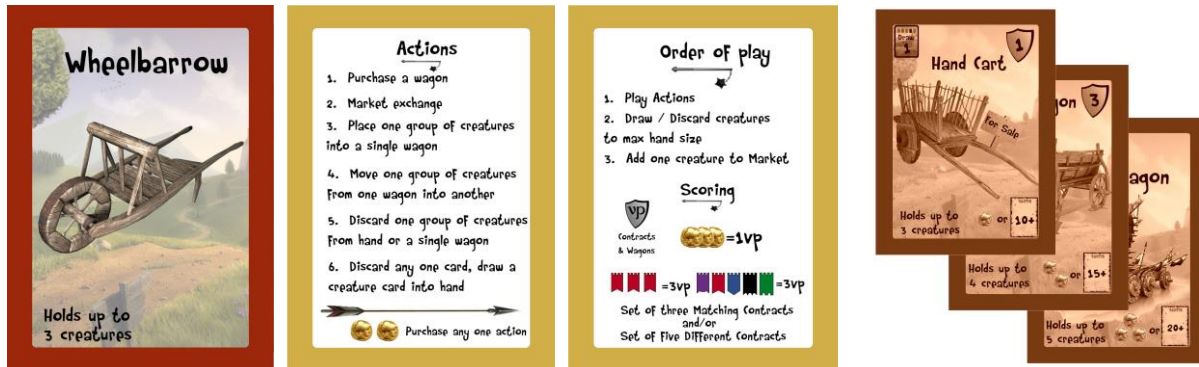 Wheelbarrow
Holds up to
3 creatures
Actions
1. Purchase a wagon
2. Market exchange
3. Place one group of creatures
into a single wagon
4. Move one group of creatures
from one wagon into another
5. Discard one group of creatures
from hand or a single wagon
6. Discard any one card, draw a
creature card into hand
Purchase any one action
Order of play
1. Play Actions
2. Draw / Discard creatures
to max hand size
3. Add one creature to Market
Scoring
VP
Contracts
& Wagons
=1vp
=3vp
=3vp
Set of three Matching Contracts
and/or
Set of Five Different Contracts
Draw
1
1
Hand Cart
For Sale
Holds up to
3 creatures
or
10+
gon
3
Holds up to
4 creatures
or
15+
agon
Holds up to
5 creatures
or
20+